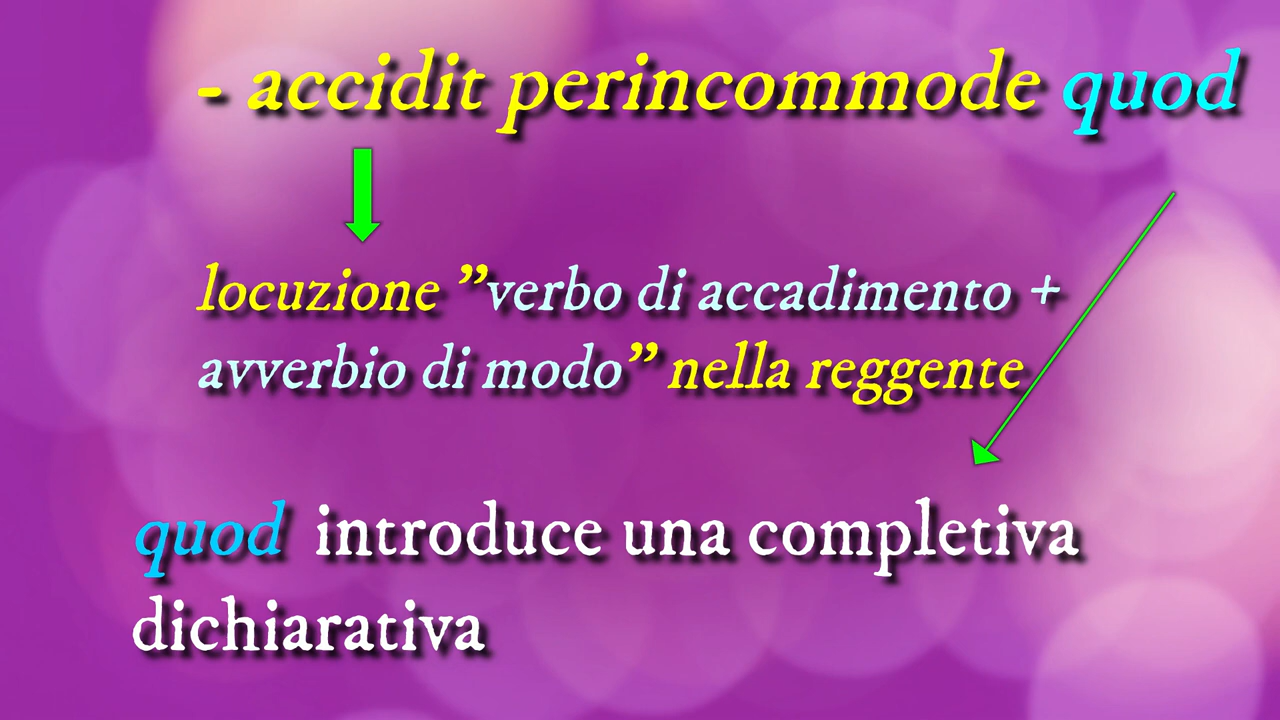 - accidit perincommode quod
locuzione ”verbo di accadimento +
avverbio di modo” nella reggente
quod introduce una completiva
dichiarativa